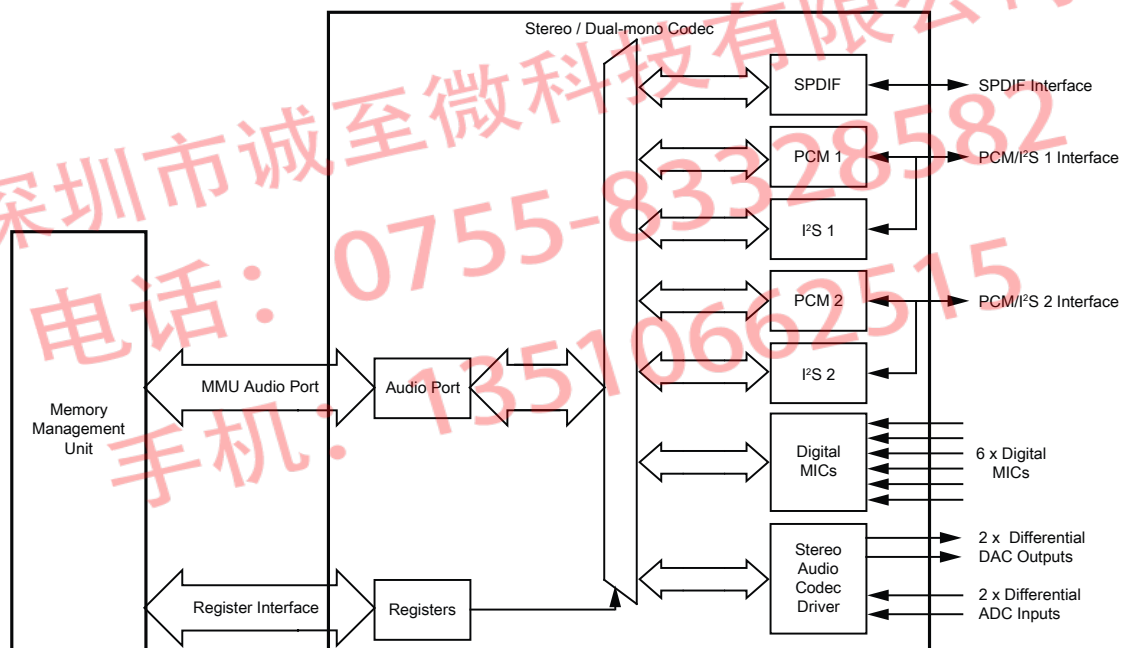 Stereo / Dual-mono Codec
SPDIF
SPDIF Interface
PCM 1
PCM/I²S 1 Interface
I²S 1
PCM 2
PCM/I²S 2 Interface
I²S 2
Memory
Management
Unit
MMU Audio Port
Audio Port
Digital
MICs
6 x Digital
MICs
Stereo
Audio
Codec
Driver
2 x Differential
DAC Outputs
2 x Differential
ADC Inputs
Register Interface
Registers
深圳市诚至微科技有限公司
电话：0755-83328582
手机：13510662515